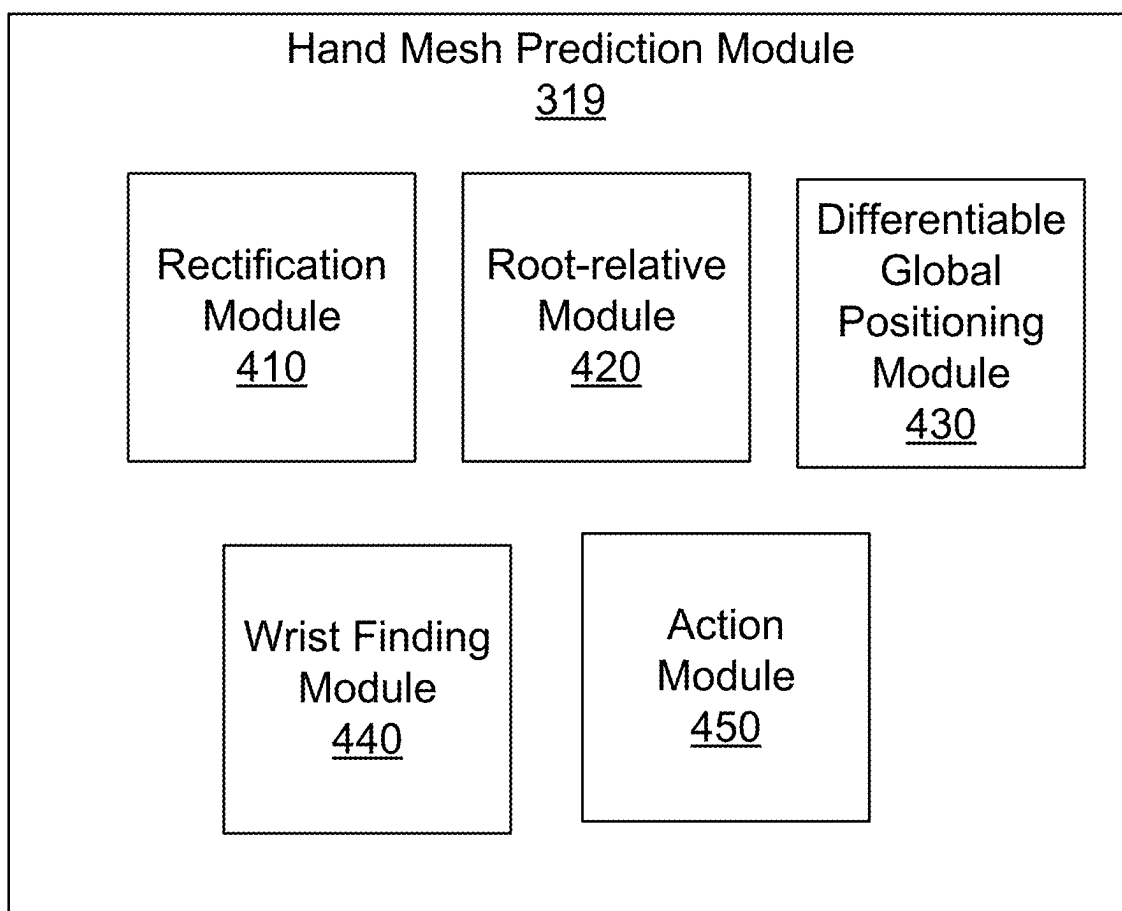 Hand Mesh Prediction Module
319
Rectification
Module
410
Root-relative
Module
420
Differentiable
Global
Positioning
Module
430
Wrist Finding
Module
440
Action
Module
450